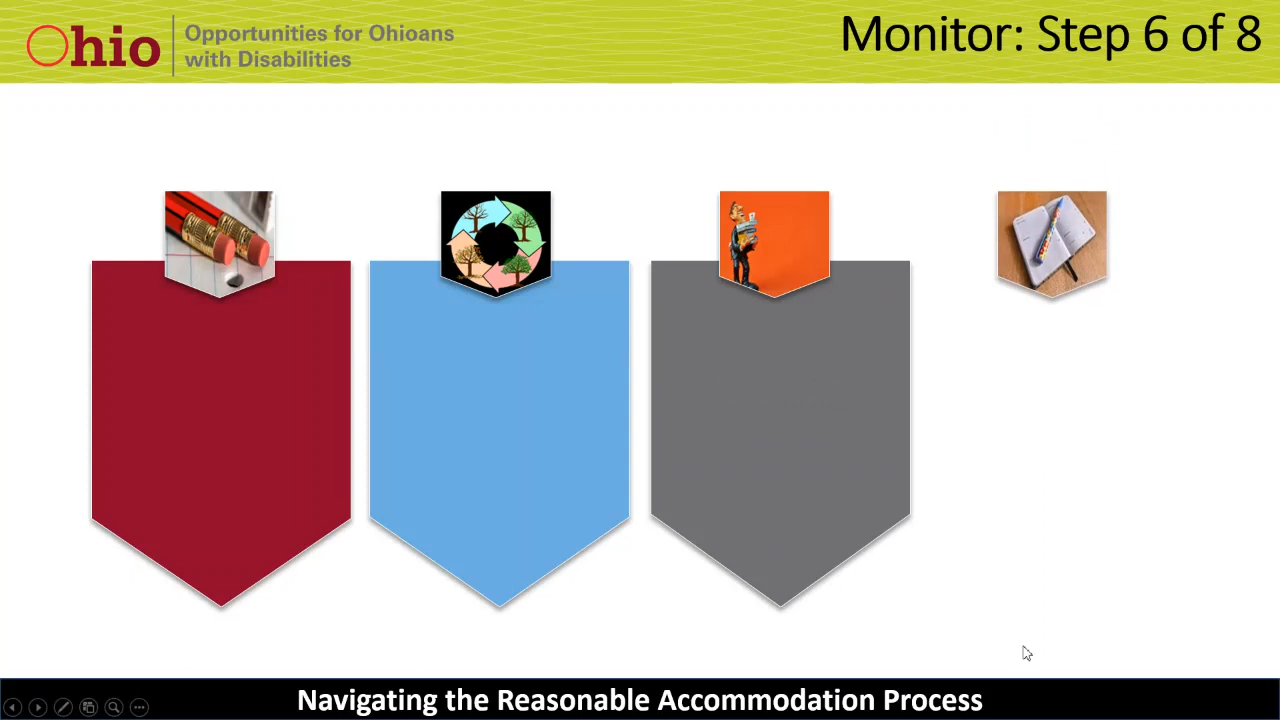 Ohio
Opportunities for Ohioans
with Disabilities
Monitor: Step 6 of 8
Navigating the Reasonable Accommodation Process